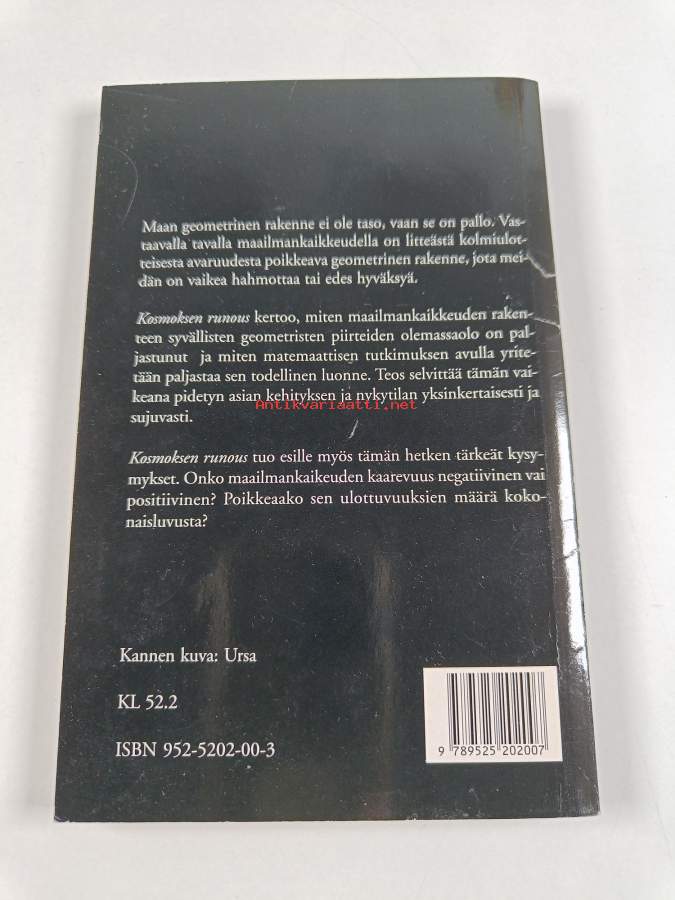 Maan geometrinen rakenne ei ole taso, vaan se on pallo. Vas-
taavalla tavalla maailmankaikkeudella on litteästä kolmiulot-
teisesta avaruudesta poikkeava geometrinen rakenne, jota mei-
dän on vaikea hahmottaa tai edes hyväksyä.
Kosmoksen runous kertoo, miten maailmankaikkeuden raken-
teen syvällisten geometristen piirteiden olemassaolo on pal-
jastunut ja miten matemaattisen tutkimuksen avulla yrite-
tään paljastaa sen todellinen luonne. Teos selvittää tämän vai-
keana pidetyn asian kehityksen ja nykytilan yksinkertaisesti ja
sujuvasti.
Antikvariaatti.net
Kosmoksen runous tuo esille myös tämän hetken tärkeät kysy-
mykset. Onko maailmankaikeuden kaarevuus negatiivinen vai
positiivinen? Poikkeaako sen ulottuvuuksien määrä koko-
naisluvusta?
Kannen kuva: Ursa
KL 52.2
ISBN 952-5202-00-3
9 789525 202007